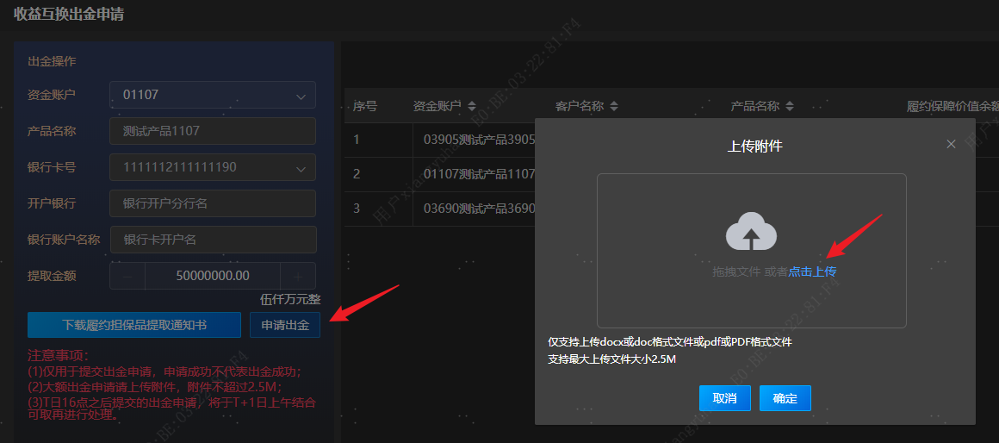 收益互换出金申请
出金操作
资金账户
01107
产品名称
测试产品1107
银行卡号
1111112111111190
开户银行
银行开户分行名
银行账户名称
银行卡开户名
提取金额
50000000.00
伍仟万元整
下载履约担保品提取通知书
申请出金
注意事项：
(1)仅用于提交出金申请，申请成功不代表出金成功；
(2)大额出金申请请上传附件，附件不超过2.5M；
(3)T日16点之后提交的出金申请，将于T+1日上午结合
可取再进行处理。
序号 资金账户 客户名称 产品名称 履约保障价值余额
1 03905测试产品3905
2 01107测试产品1107
3 03690测试产品3690
上传附件
拖拽文件 或者点击上传
仅支持上传docx或doc格式文件或pdf或PDF格式文件
支持最大上传文件大小2.5M
取消
确定